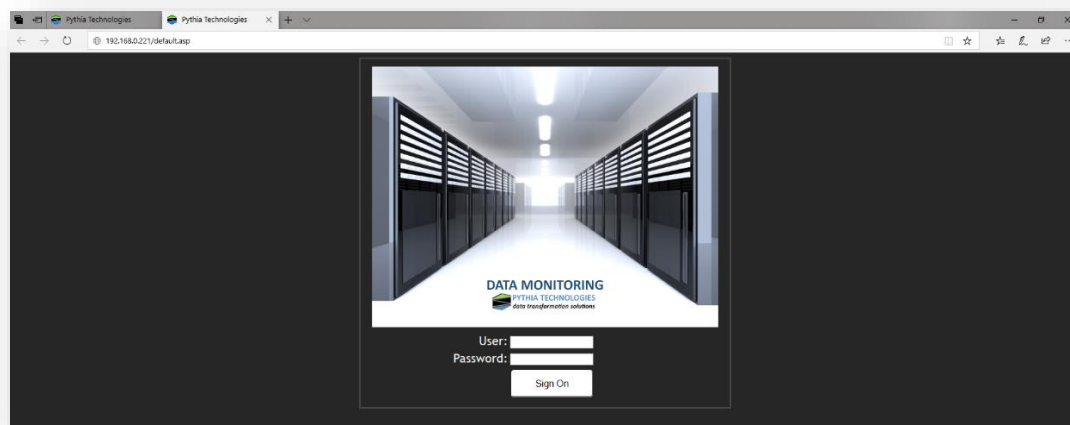 Pythia Technologies
Pythia Technologies
192.168.0.221/default.asp
DATA MONITORING
PYTHIA TECHNOLOGIES
data transformation solutions
User:
Password:
Sign On